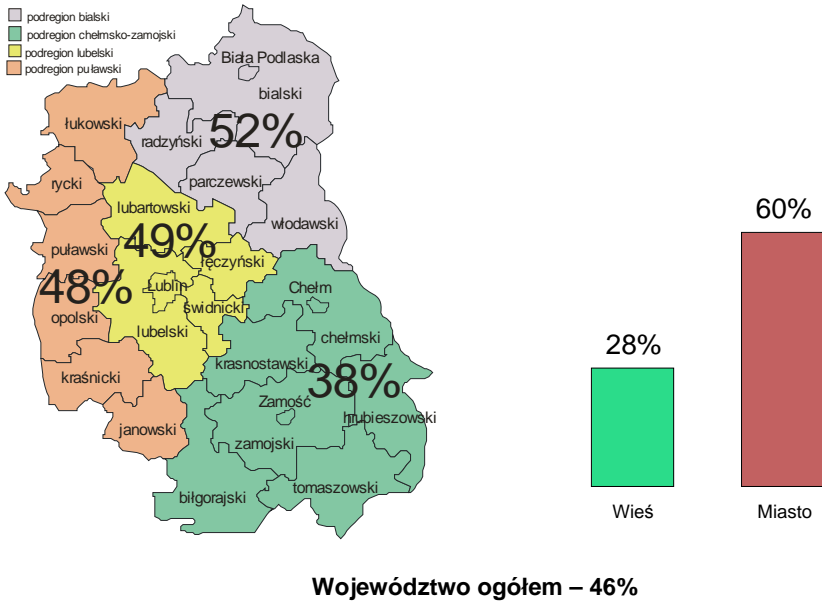 podregion bialski
podregion chełmsko-zamojski
podregion lubelski
podregion puławski
Biała Podlaska
bialski
łukowski
radzyński
52%
rycki
parczewski
lubartowski
włodawski
puławski
49%
łęczyński
48%
Lublin
Chełm
opolski
świdnicki
lubelski
chełmski
krasnostawski
kraśnicki
38%
Zamość
hrubieszowski
janowski
zamojski
biłgorajski
tomaszowski
60%
28%
Wieś
Miasto
Województwo ogółem – 46%